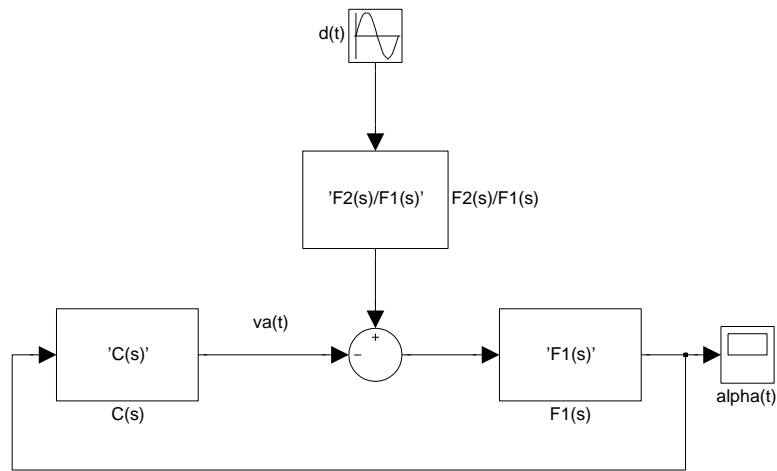 d(t)
'F2(s)/F1(s)'
F2(s)/F1(s)
va(t)
+
−
'C(s)'
'F1(s)'
C(s)
F1(s)
alpha(t)